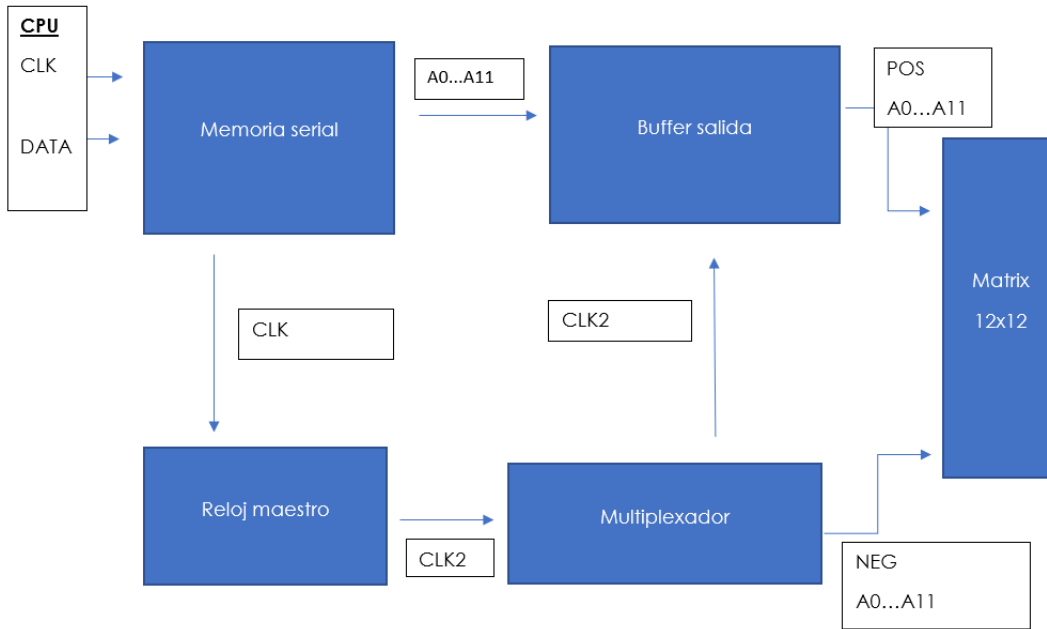 CPU
CLK
DATA
Memoria serial
A0...A11
Buffer salida
POS
A0...A11
Matrix
12x12
CLK
CLK2
Reloj maestro
CLK2
Multiplexador
NEG
A0...A11